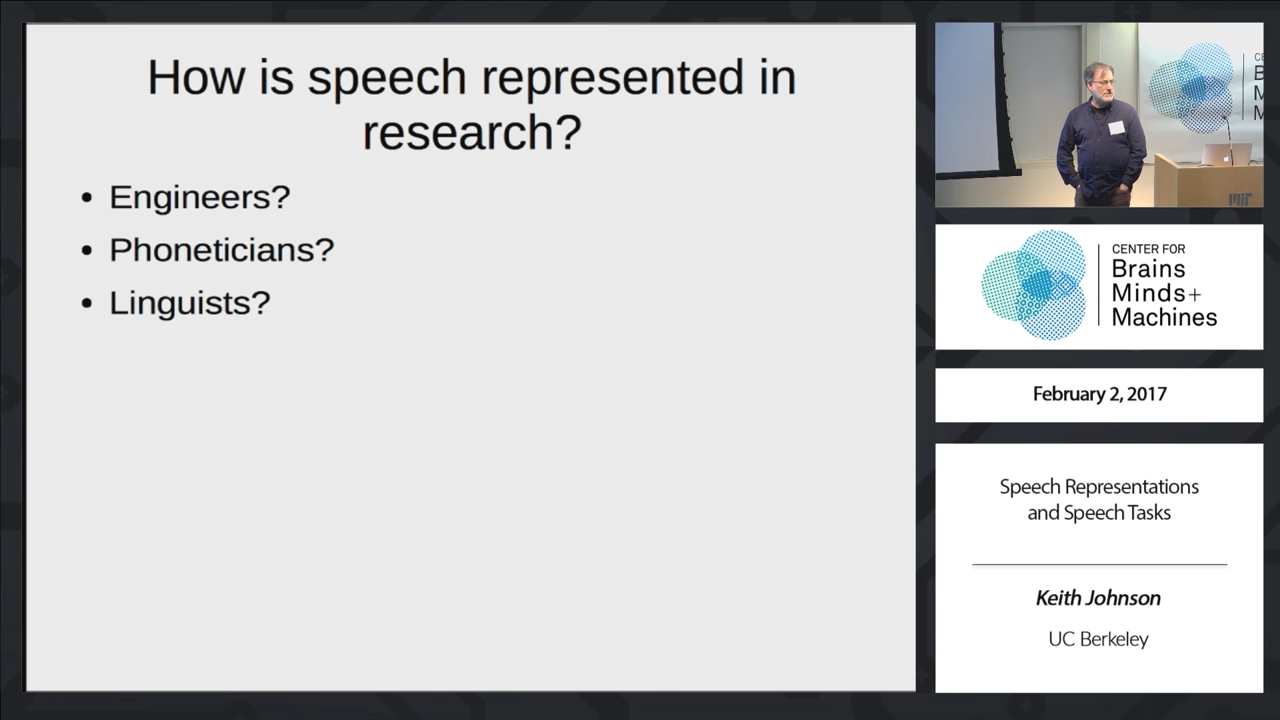 How is speech represented in
research?
• Engineers?
• Phoneticians?
• Linguists?
CENTER FOR
Brains
Minds+
Machines
February 2, 2017
Speech Representations
and Speech Tasks
Keith Johnson
UC Berkeley